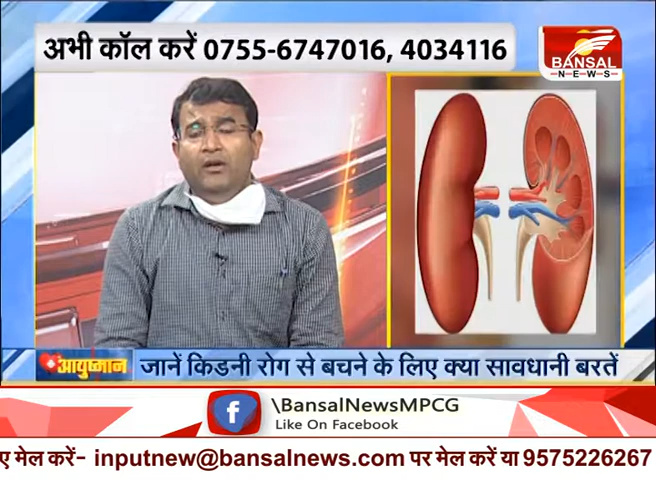 अभी कॉल करें 0755-6747016, 4034116
BANSAL
NEWS
आयुष्मान
जानें किडनी रोग से बचने के लिए क्या सावधानी बरतें
\BansalNewsMPCG
Like On Facebook
ए मेल करें- inputnew@bansalnews.com पर मेल करें या 9575226267